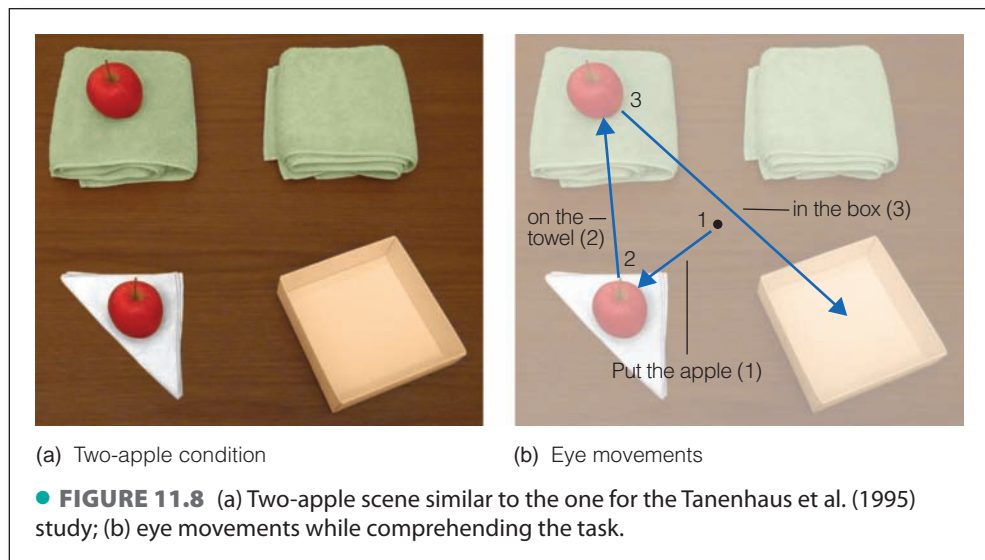 3
1
in the box (3)
on the
towel (2)
2
Put the apple (1)
(a) Two-apple condition
(b) Eye movements
● FIGURE 11.8 (a) Two-apple scene similar to the one for the Tanenhaus et al. (1995)
study; (b) eye movements while comprehending the task.